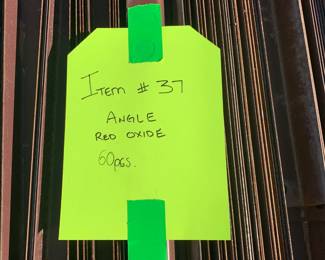 Item # 37
ANGLE
RED OXIDE
60pcs.